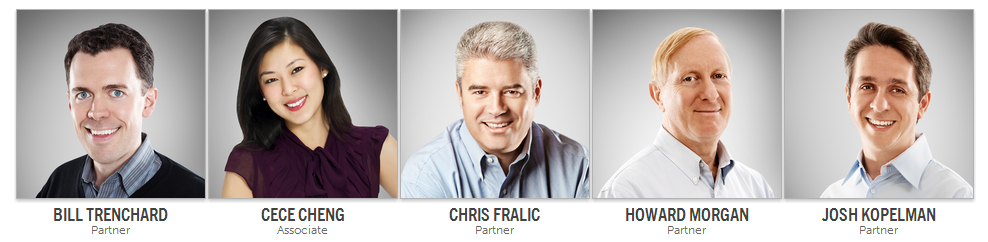 BILL TRENCHARD
Partner
CECE CHENG
Associate
CHRIS FRALIC
Partner
HOWARD MORGAN
Partner
JOSH KOPELMAN
Partner